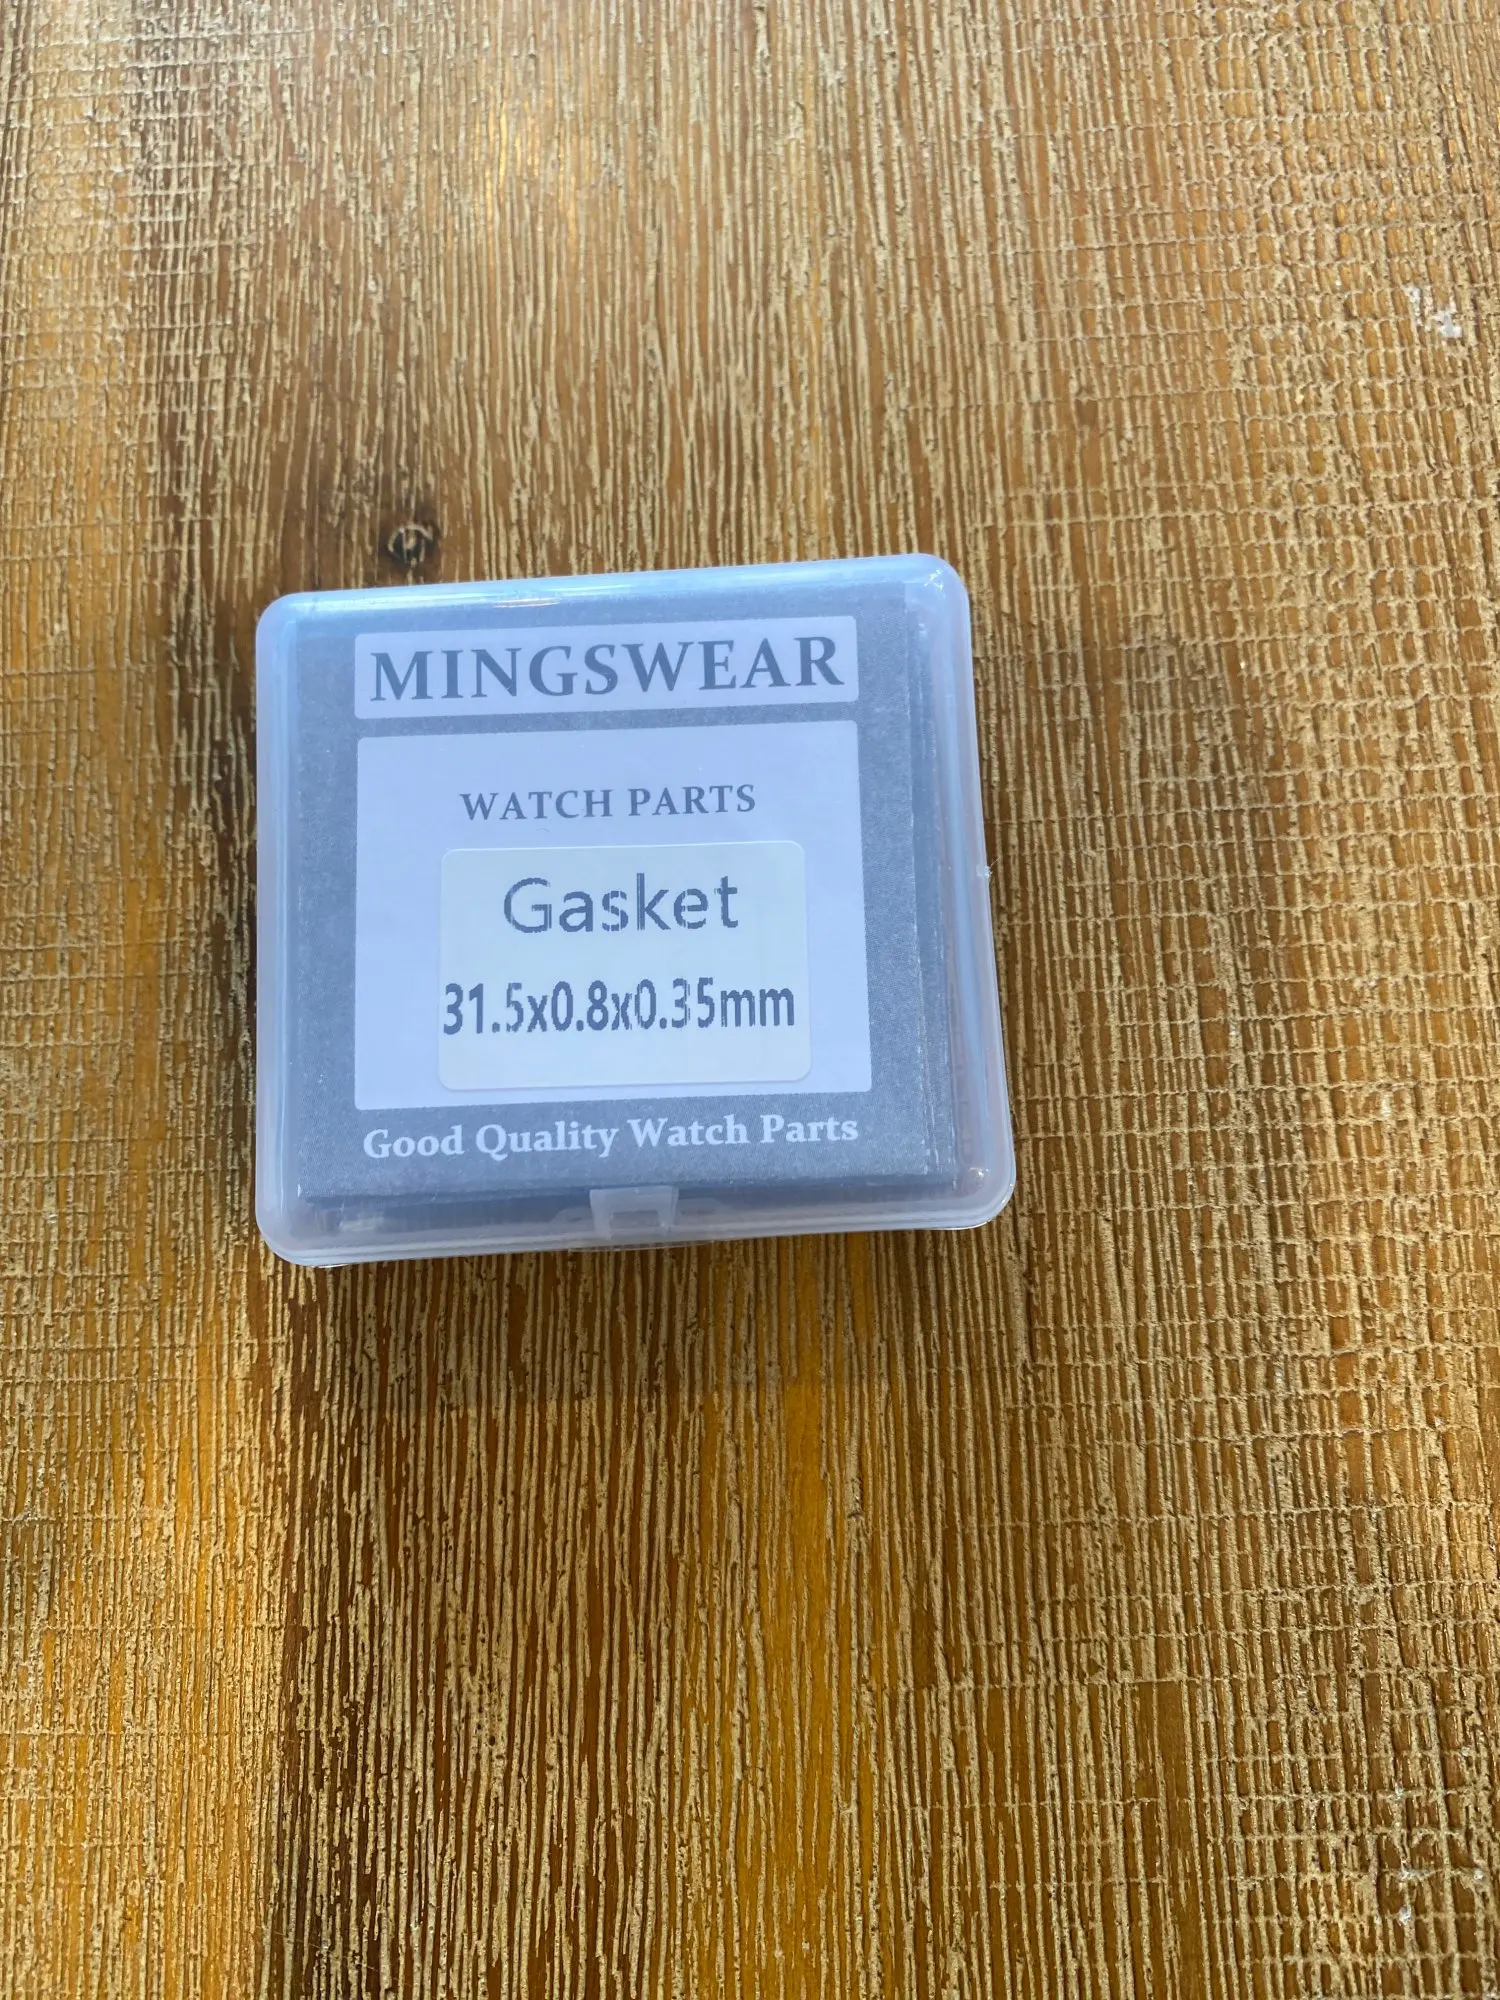 MINGSWEAR
WATCH PARTS
Gasket
31.5x0.8x0.35mm
Good Quality Watch Parts